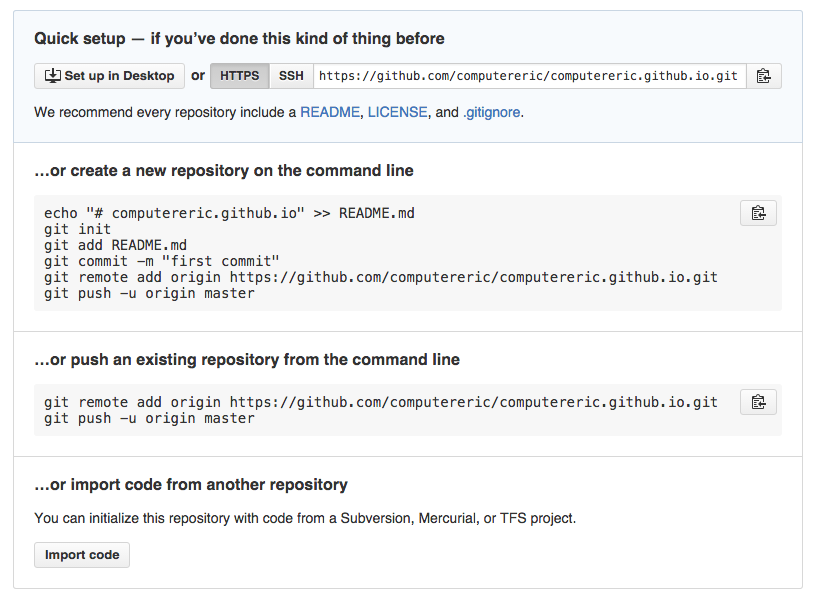 Quick setup — if you’ve done this kind of thing before
Set up in Desktop or HTTPS SSH https://github.com/computereric/computereric.github.io.git
We recommend every repository include a README, LICENSE, and .gitignore.
…or create a new repository on the command line
echo "# computereric.github.io" >> README.md
git init
git add README.md
git commit -m "first commit"
git remote add origin https://github.com/computereric/computereric.github.io.git
git push -u origin master
…or push an existing repository from the command line
git remote add origin https://github.com/computereric/computereric.github.io.git
git push -u origin master
…or import code from another repository
You can initialize this repository with code from a Subversion, Mercurial, or TFS project.
Import code